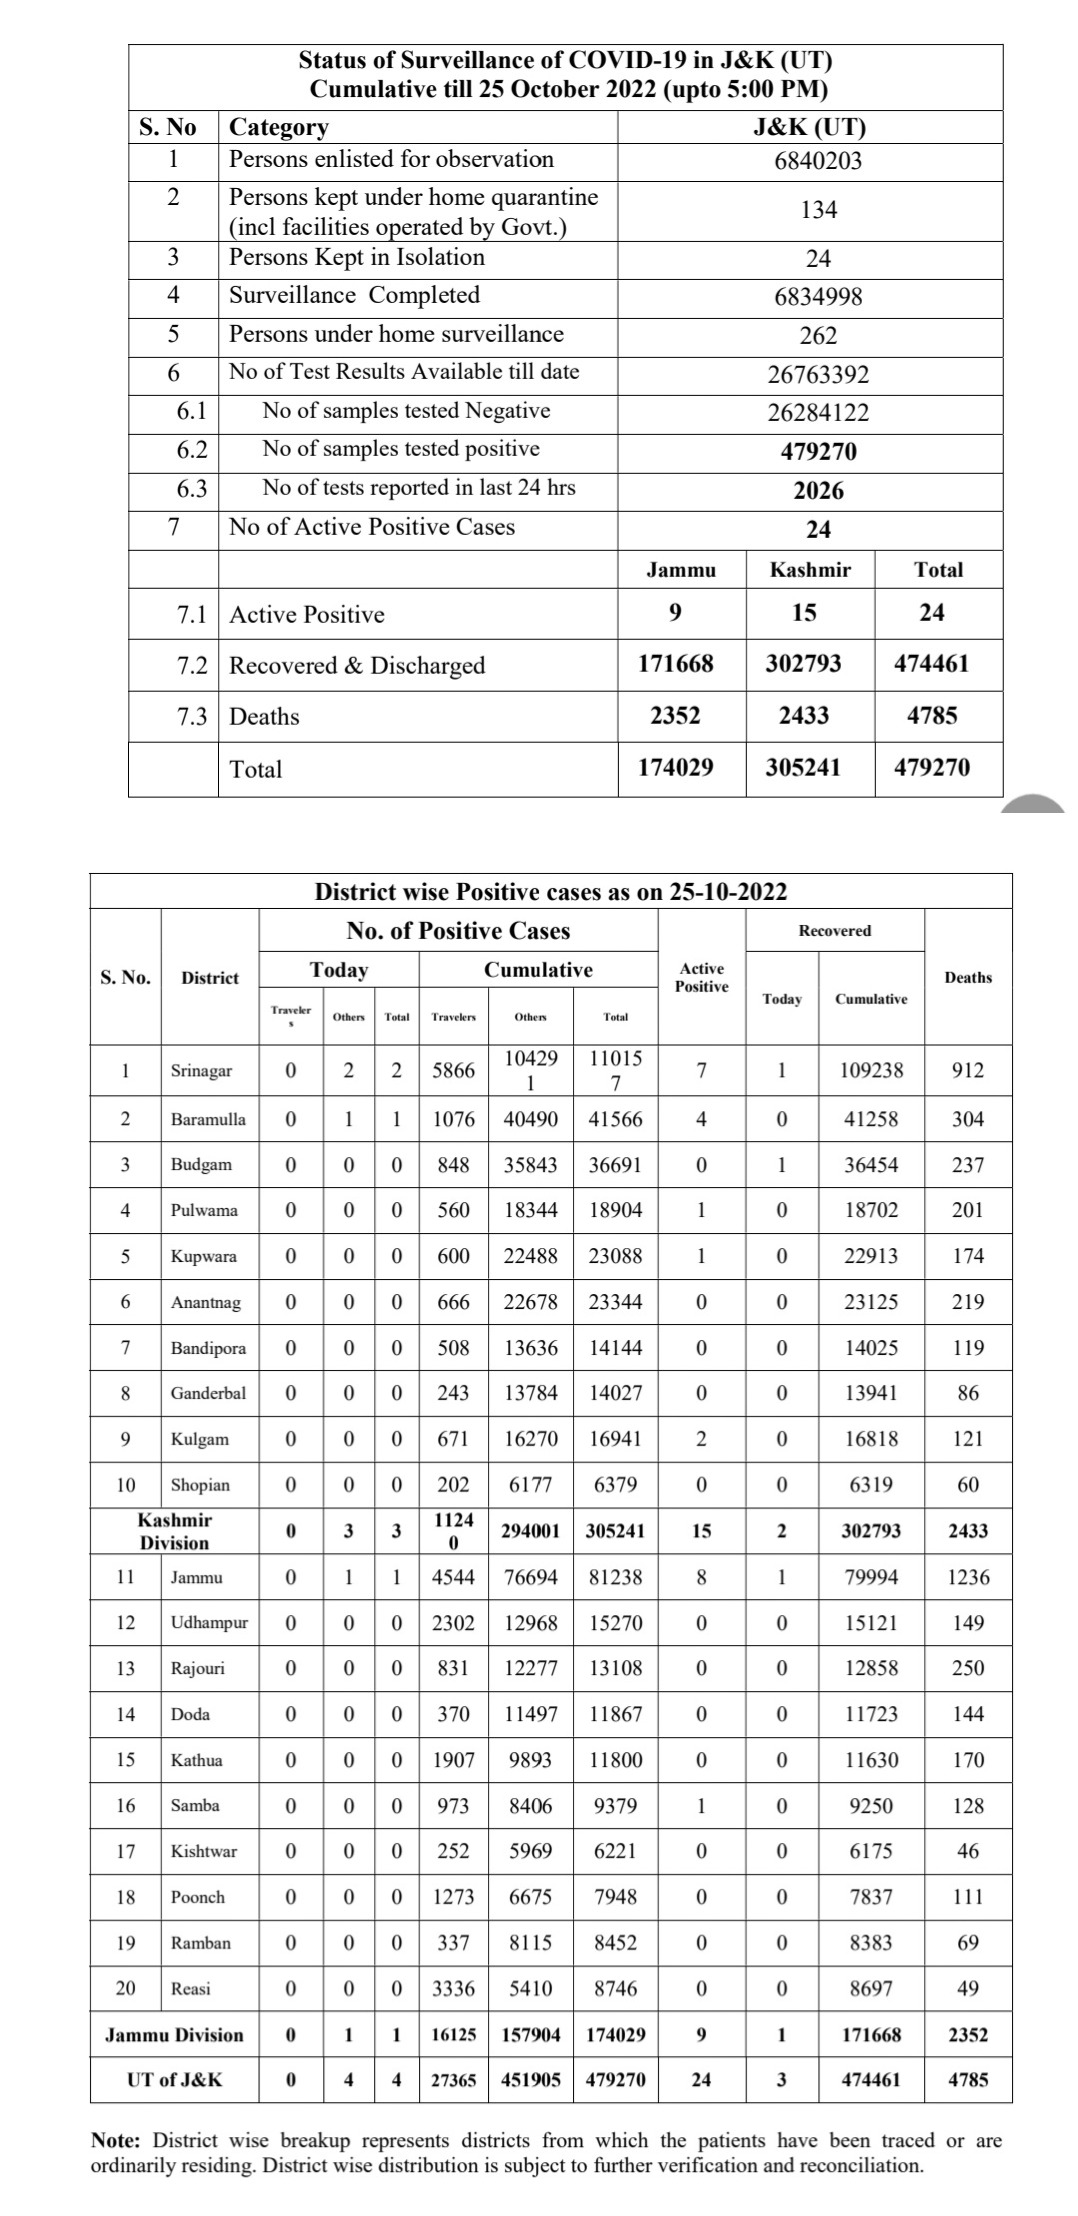 Status of Surveillance of COVID-19 in J&K (UT)
Cumulative till 25 October 2022 (upto 5:00 PM)
S. No Category J&K (UT)
1 Persons enlisted for observation 6840203
2 Persons kept under home quarantine (incl facilities operated by Govt.) 134
3 Persons Kept in Isolation 24
4 Surveillance Completed 6834998
5 Persons under home surveillance 262
6 No of Test Results Available till date 26763392
6.1 No of samples tested Negative 26284122
6.2 No of samples tested positive 479270
6.3 No of tests reported in last 24 hrs 2026
7 No of Active Positive Cases 24
Jammu Kashmir Total
7.1 Active Positive 9 15 24
7.2 Recovered & Discharged 171668 302793 474461
7.3 Deaths 2352 2433 4785
Total 174029 305241 479270
District wise Positive cases as on 25-10-2022
S. No. District No. of Positive Cases Active Positive Recovered Deaths
Today Cumulative Today Cumulative
Travelers Others Total Travelers Others Total
1 Srinagar 0 2 2 5866 104291 110157 7 1 109238 912
2 Baramulla 0 1 1 1076 40490 41566 4 0 41258 304
3 Budgam 0 0 0 848 35843 36691 0 1 36454 237
4 Pulwama 0 0 0 560 18344 18904 1 0 18702 201
5 Kupwara 0 0 0 600 22488 23088 1 0 22913 174
6 Anantnag 0 0 0 666 22678 23344 0 0 23125 219
7 Bandipora 0 0 0 508 13636 14144 0 0 14025 119
8 Ganderbal 0 0 0 243 13784 14027 0 0 13941 86
9 Kulgam 0 0 0 671 16270 16941 2 0 16818 121
10 Shopian 0 0 0 202 6177 6379 0 0 6319 60
Kashmir Division 0 3 3 11240 294001 305241 15 2 302793 2433
11 Jammu 0 1 1 4544 76694 81238 8 1 79994 1236
12 Udhampur 0 0 0 2302 12968 15270 0 0 15121 149
13 Rajouri 0 0 0 831 12277 13108 0 0 12858 250
14 Doda 0 0 0 370 11497 11867 0 0 11723 144
15 Kathua 0 0 0 1907 9893 11800 0 0 11630 170
16 Samba 0 0 0 973 8406 9379 1 0 9250 128
17 Kishtwar 0 0 0 252 5969 6221 0 0 6175 46
18 Poonch 0 0 0 1273 6675 7948 0 0 7837 111
19 Ramban 0 0 0 337 8115 8452 0 0 8383 69
20 Reasi 0 0 0 3336 5410 8746 0 0 8697 49
Jammu Division 0 1 1 16125 157904 174029 9 1 171668 2352
UT of J&K 0 4 4 27365 451905 479270 24 3 474461 4785
Note: District wise breakup represents districts from which the patients have been traced or are
ordinarily residing. District wise distribution is subject to further verification and reconciliation.